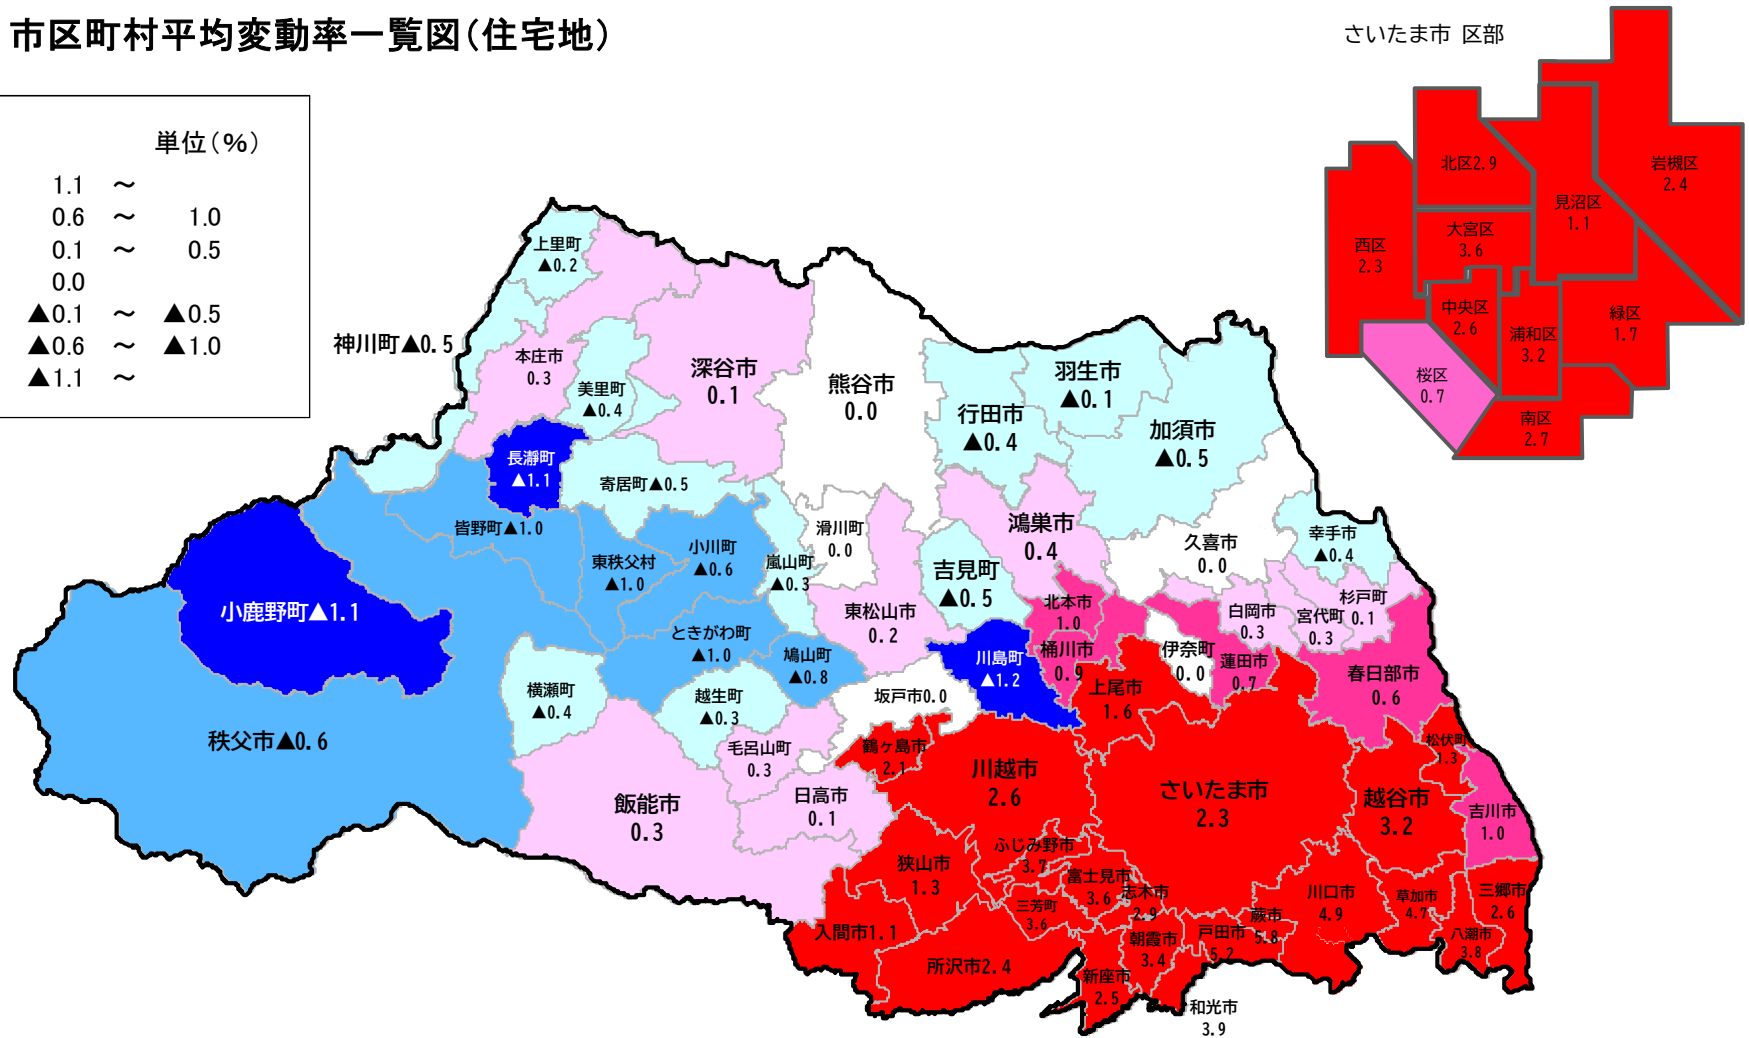 市区町村平均変動率一覧図(住宅地)
単位(%)
1.1 ～
0.6 ～ 1.0
0.1 ～ 0.5
0.0
▲0.1 ～ ▲0.5
▲0.6 ～ ▲1.0
▲1.1 ～
さいたま市 区部
北区2.9
岩槻区
2.4
見沼区
1.1
西区
2.3
大宮区
3.6
中央区
2.6
浦和区
3.2
緑区
1.7
桜区
0.7
南区
2.7
上里町
▲0.2
神川町▲0.5
本庄市
0.3
美里町
▲0.4
深谷市
0.1
熊谷市
0.0
行田市
▲0.4
羽生市
▲0.1
加須市
▲0.5
長瀞町
▲1.1
寄居町▲0.5
皆野町▲1.0
東秩父村
▲1.0
小川町
▲0.6
嵐山町
▲0.3
滑川町
0.0
吉見町
▲0.5
鴻巣市
0.4
久喜市
0.0
幸手市
▲0.4
小鹿野町▲1.1
ときがわ町
▲1.0
鳩山町
▲0.8
東松山市
0.2
川島町
▲1.2
北本市
1.0
桶川市
0.9
伊奈町
0.0
白岡市
0.3
宮代町
0.3
杉戸町
0.1
蓮田市
0.7
春日部市
0.6
横瀬町
▲0.4
越生町
▲0.3
坂戸市0.0
上尾市
1.6
秩父市▲0.6
毛呂山町
0.3
鶴ヶ島市
2.1
川越市
2.6
さいたま市
2.3
越谷市
3.2
松伏町
1.3
吉川市
1.0
飯能市
0.3
日高市
0.1
狭山市
1.3
ふじみ野市
3.7
富士見市
3.6
志木市
2.9
三芳町
3.6
川口市
4.9
草加市
4.7
三郷市
2.6
八潮市
3.8
入間市1.1
所沢市2.4
朝霞市
3.4
戸田市
5.2
蕨市
5.8
新座市
2.5
和光市
3.9